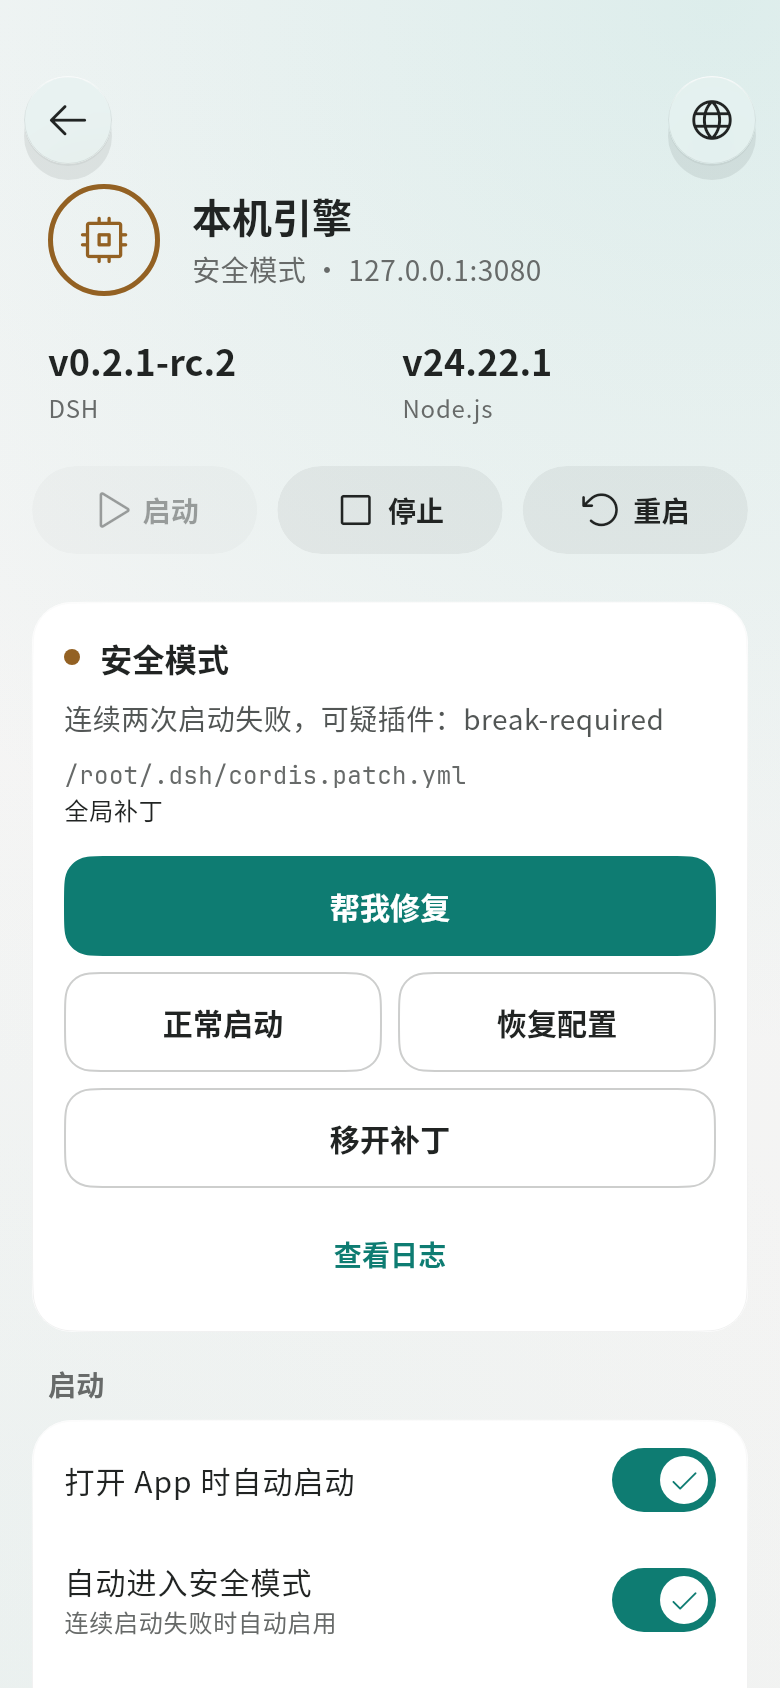 本机引擎
安全模式 · 127.0.0.1:3080
v0.2.1-rc.2
DSH
v24.22.1
Node.js
启动
停止
重启
安全模式
连续两次启动失败，可疑插件：break-required
/root/.dsh/cordis.patch.yml
全局补丁
帮我修复
正常启动
恢复配置
移开补丁
查看日志
启动
打开 App 时自动启动
自动进入安全模式
连续启动失败时自动启用